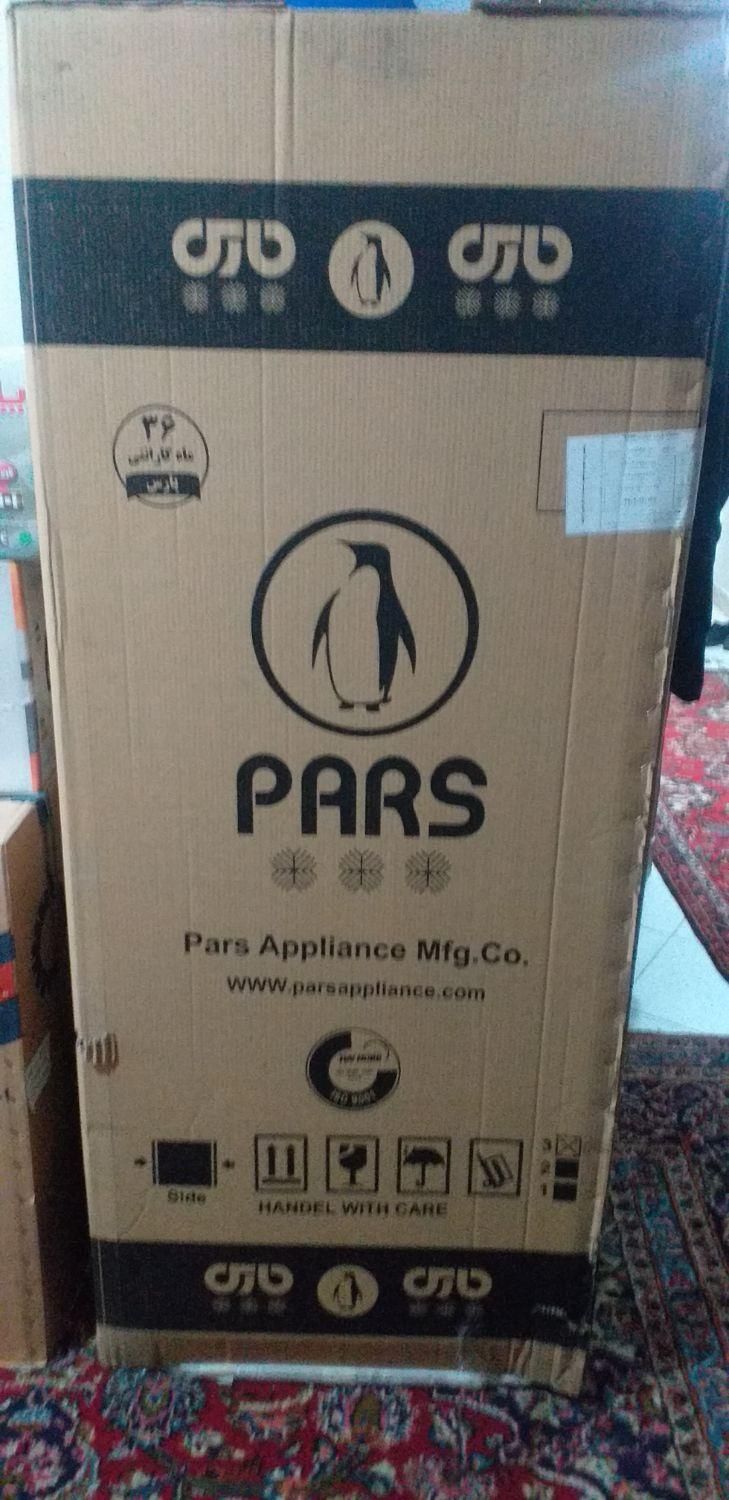 پارس پارس
۳۶
ماه گارانتی
پارس
PARS
Pars Appliance Mfg.Co.
WWW.parsappliance.com
ISO 9001
3
2
1
Side
HANDEL WITH CARE
پارس پارس